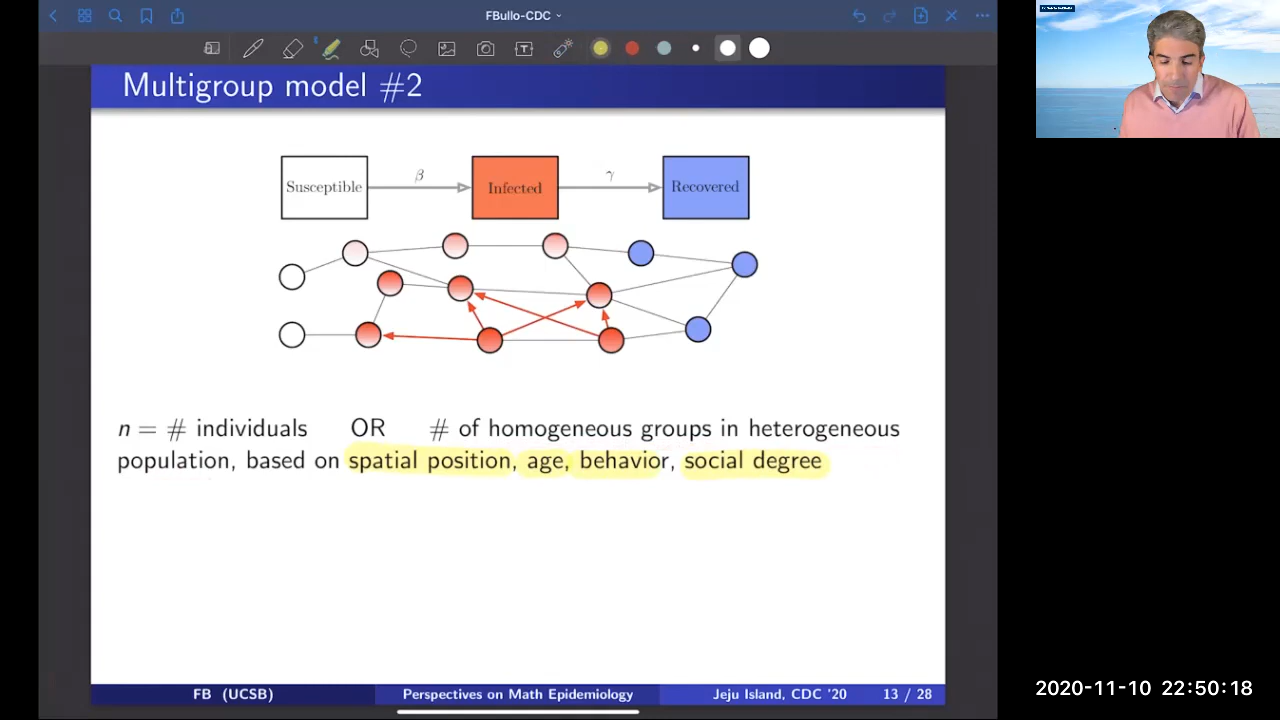 FBullo-CDC
Multigroup model #2
Susceptible
β
Infected
γ
Recovered
n = # individuals OR # of homogeneous groups in heterogeneous
population, based on spatial position, age, behavior, social degree
FB (UCSB) Perspectives on Math Epidemiology Jeju Island, CDC '20 13 / 28
2020-11-10 22:50:18